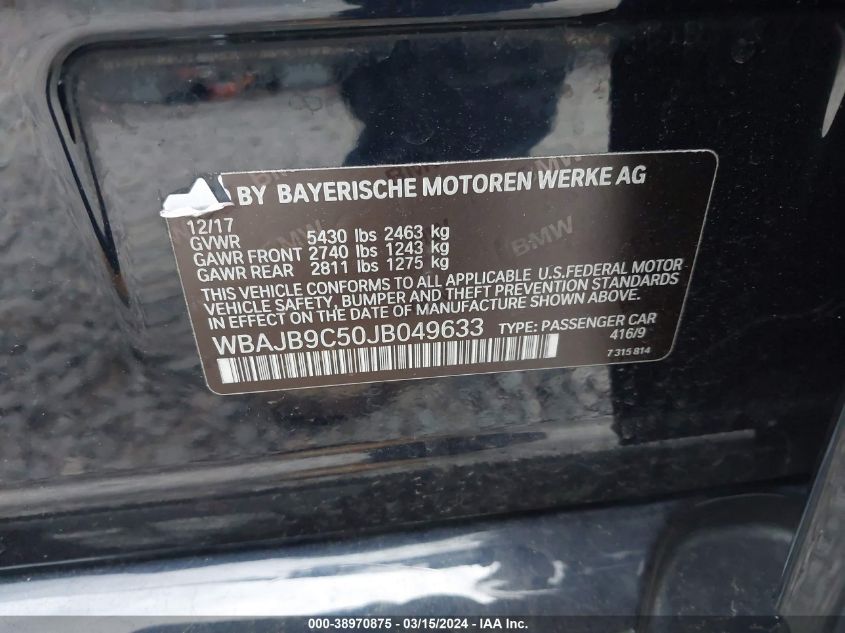 BY BAYERISCHE MOTOREN WERKE AG
12/17
GVWR 5430 lbs 2463 kg
GAWR FRONT 2740 lbs 1243 kg
GAWR REAR 2811 lbs 1275 kg
THIS VEHICLE CONFORMS TO ALL APPLICABLE U.S.FEDERAL MOTOR
VEHICLE SAFETY, BUMPER AND THEFT PREVENTION STANDARDS
IN EFFECT ON THE DATE OF MANUFACTURE SHOWN ABOVE.
WBAJB9C50JB049633 TYPE: PASSENGER CAR
416/9
7 315 814
BMW
000-38970875 - 03/15/2024 - IAA Inc.